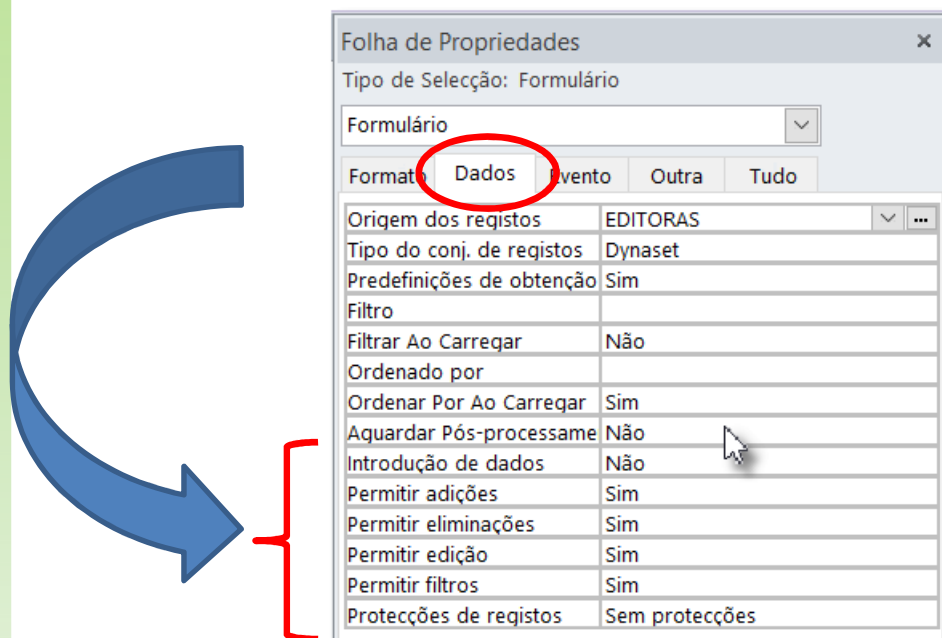 Folha de Propriedades
Tipo de Selecção: Formulário
Formulário
Formato Dados Evento Outra Tudo
Origem dos registos EDITORAS
Tipo do conj. de registos Dynaset
Predefinições de obtenção Sim
Filtro
Filtrar Ao Carregar Não
Ordenado por
Ordenar Por Ao Carregar Sim
Aguardar Pós-processame Não
Introdução de dados Não
Permitir adições Sim
Permitir eliminações Sim
Permitir edição Sim
Permitir filtros Sim
Protecções de registos Sem protecções